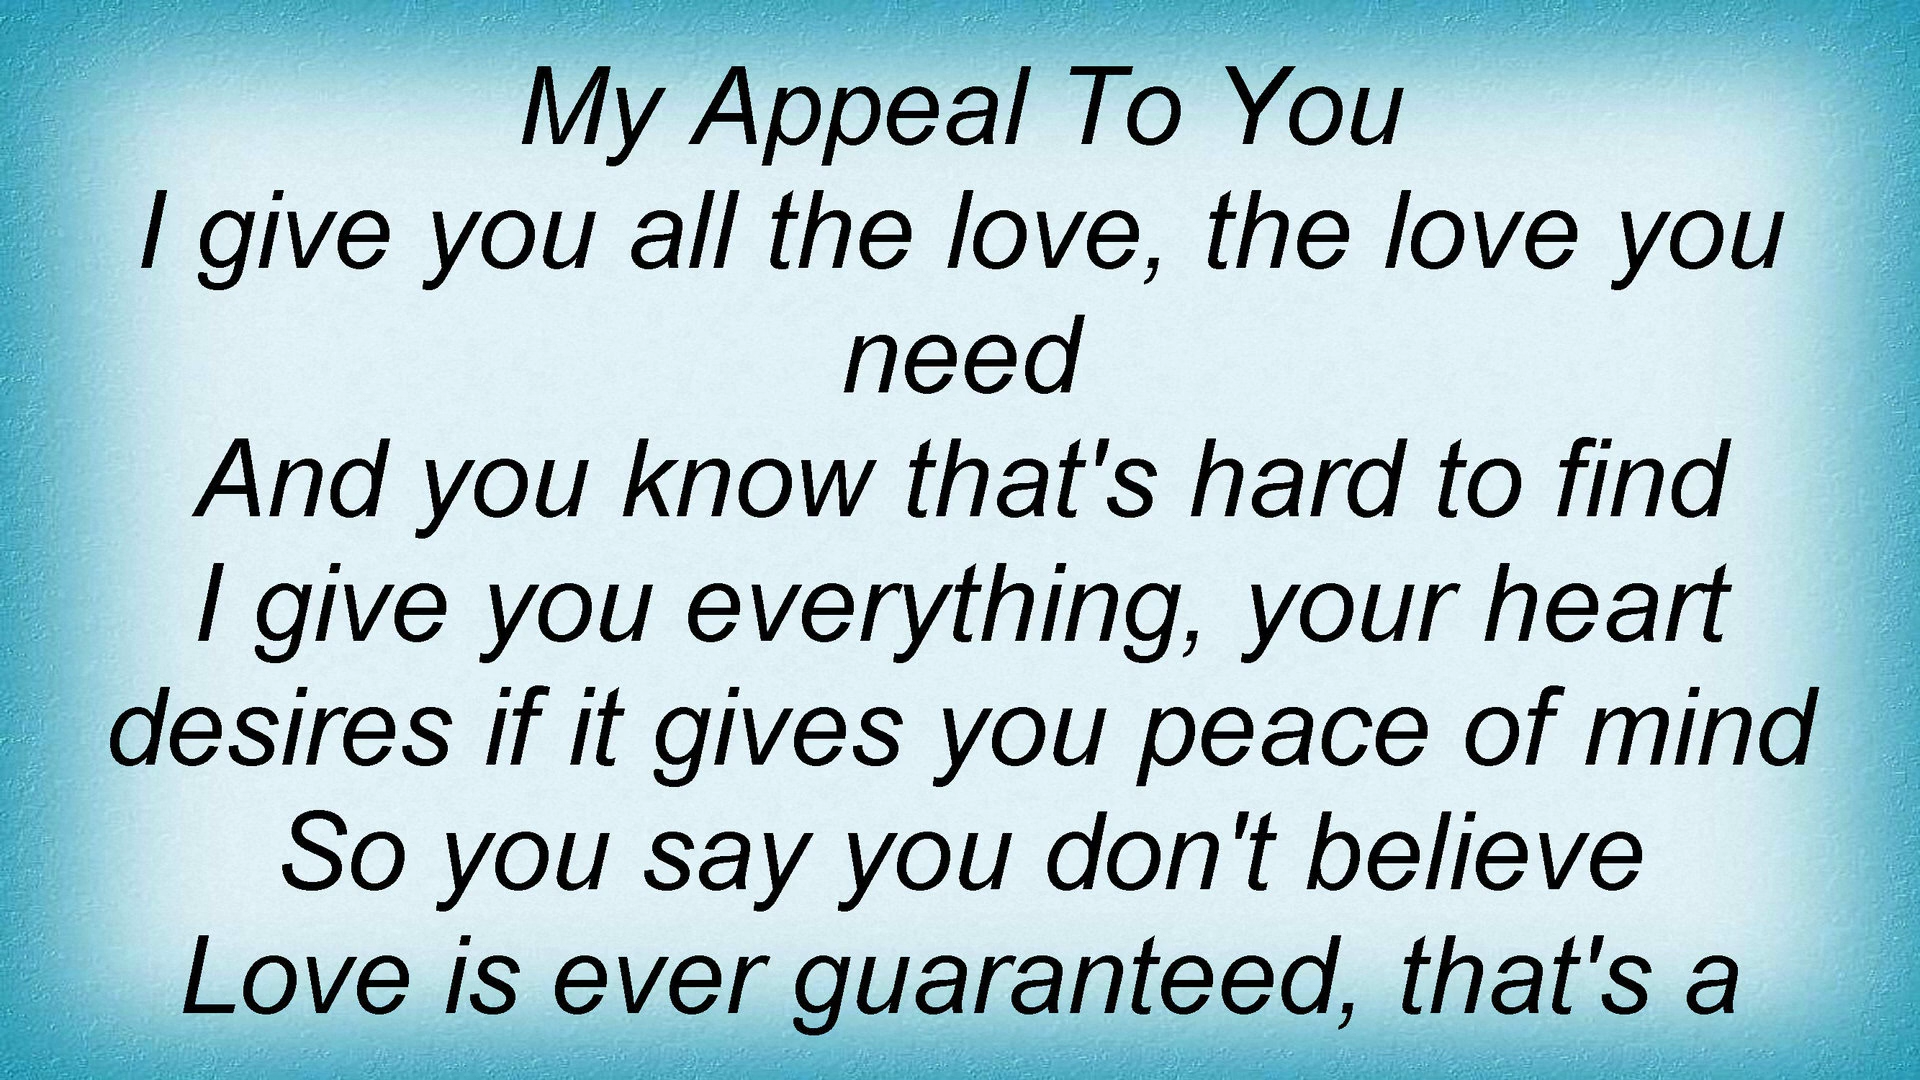 My Appeal To You
I give you all the love, the love you
need
And you know that's hard to find
I give you everything, your heart
desires if it gives you peace of mind
So you say you don't believe
Love is ever guaranteed, that's a